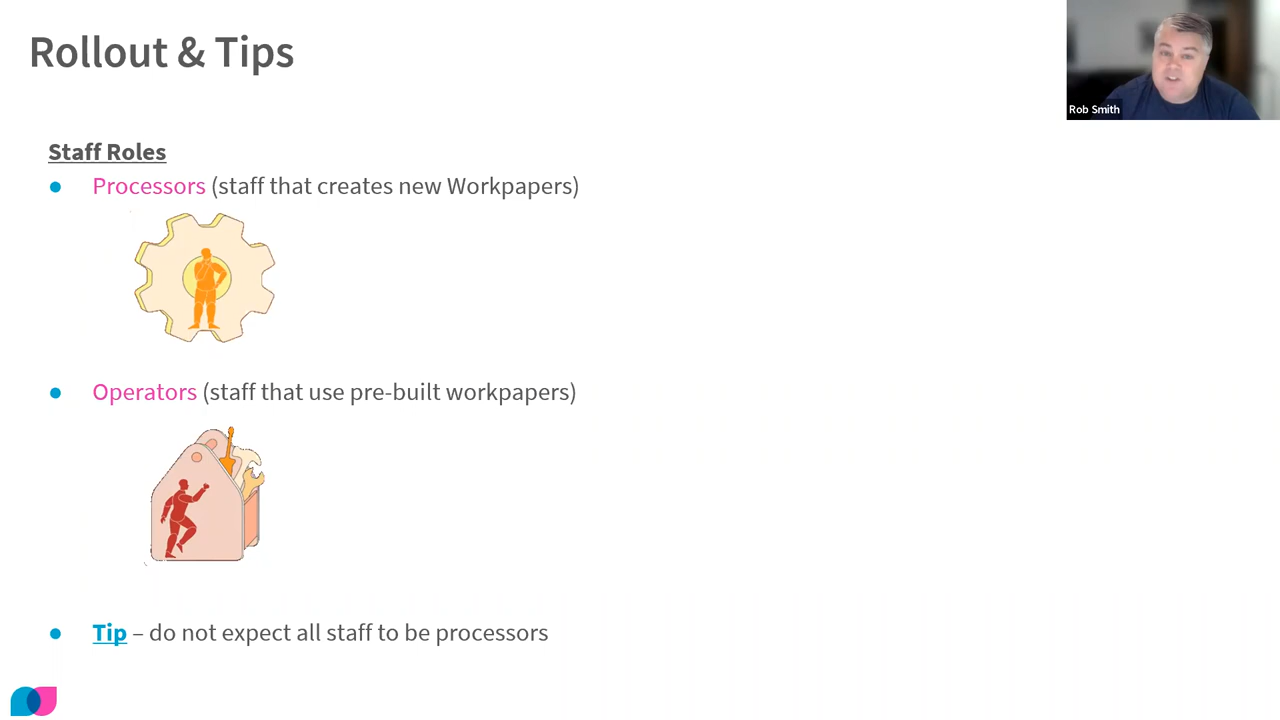 Rollout & Tips
Rob Smith
Staff Roles
● Processors (staff that creates new Workpapers)
● Operators (staff that use pre-built workpapers)
● Tip – do not expect all staff to be processors